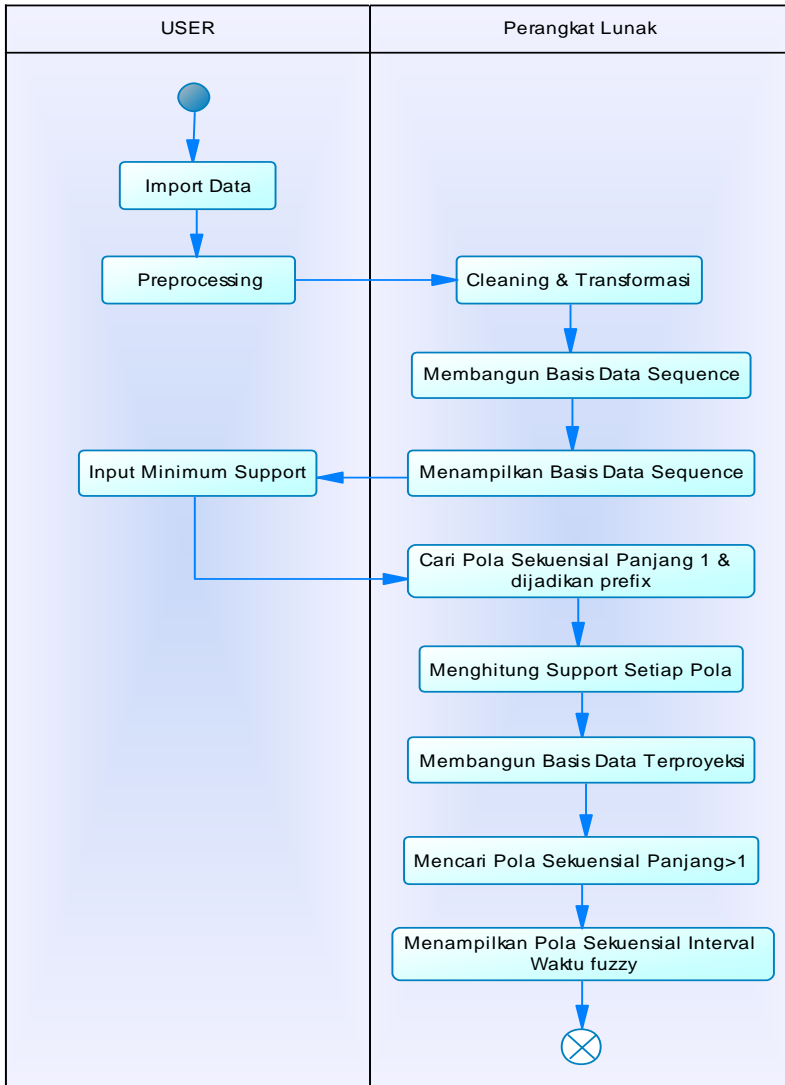 USER
Perangkat Lunak
Import Data
Preprocessing
Cleaning & Transformasi
Membangun Basis Data Sequence
Input Minimum Support
Menampilkan Basis Data Sequence
Cari Pola Sekuensial Panjang 1 &
dijadikan prefix
Menghitung Support Setiap Pola
Membangun Basis Data Terproyeksi
Mencari Pola Sekuensial Panjang>1
Menampilkan Pola Sekuensial Interval
Waktu fuzzy